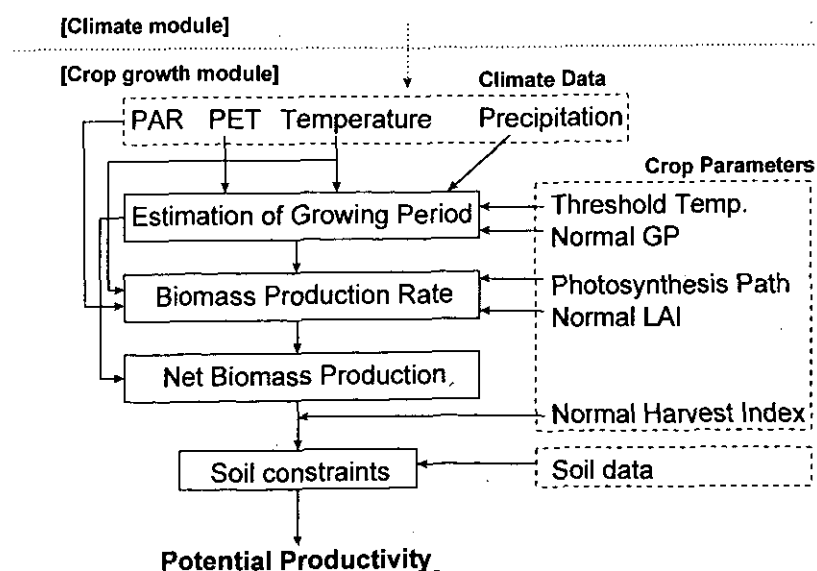 [Climate module]
[Crop growth module]
Climate Data
PAR PET Temperature Precipitation
Crop Parameters
Estimation of Growing Period
Threshold Temp.
Normal GP
Biomass Production Rate
Photosynthesis Path
Normal LAI
Net Biomass Production
Normal Harvest Index
Soil constraints
Soil data
Potential Productivity